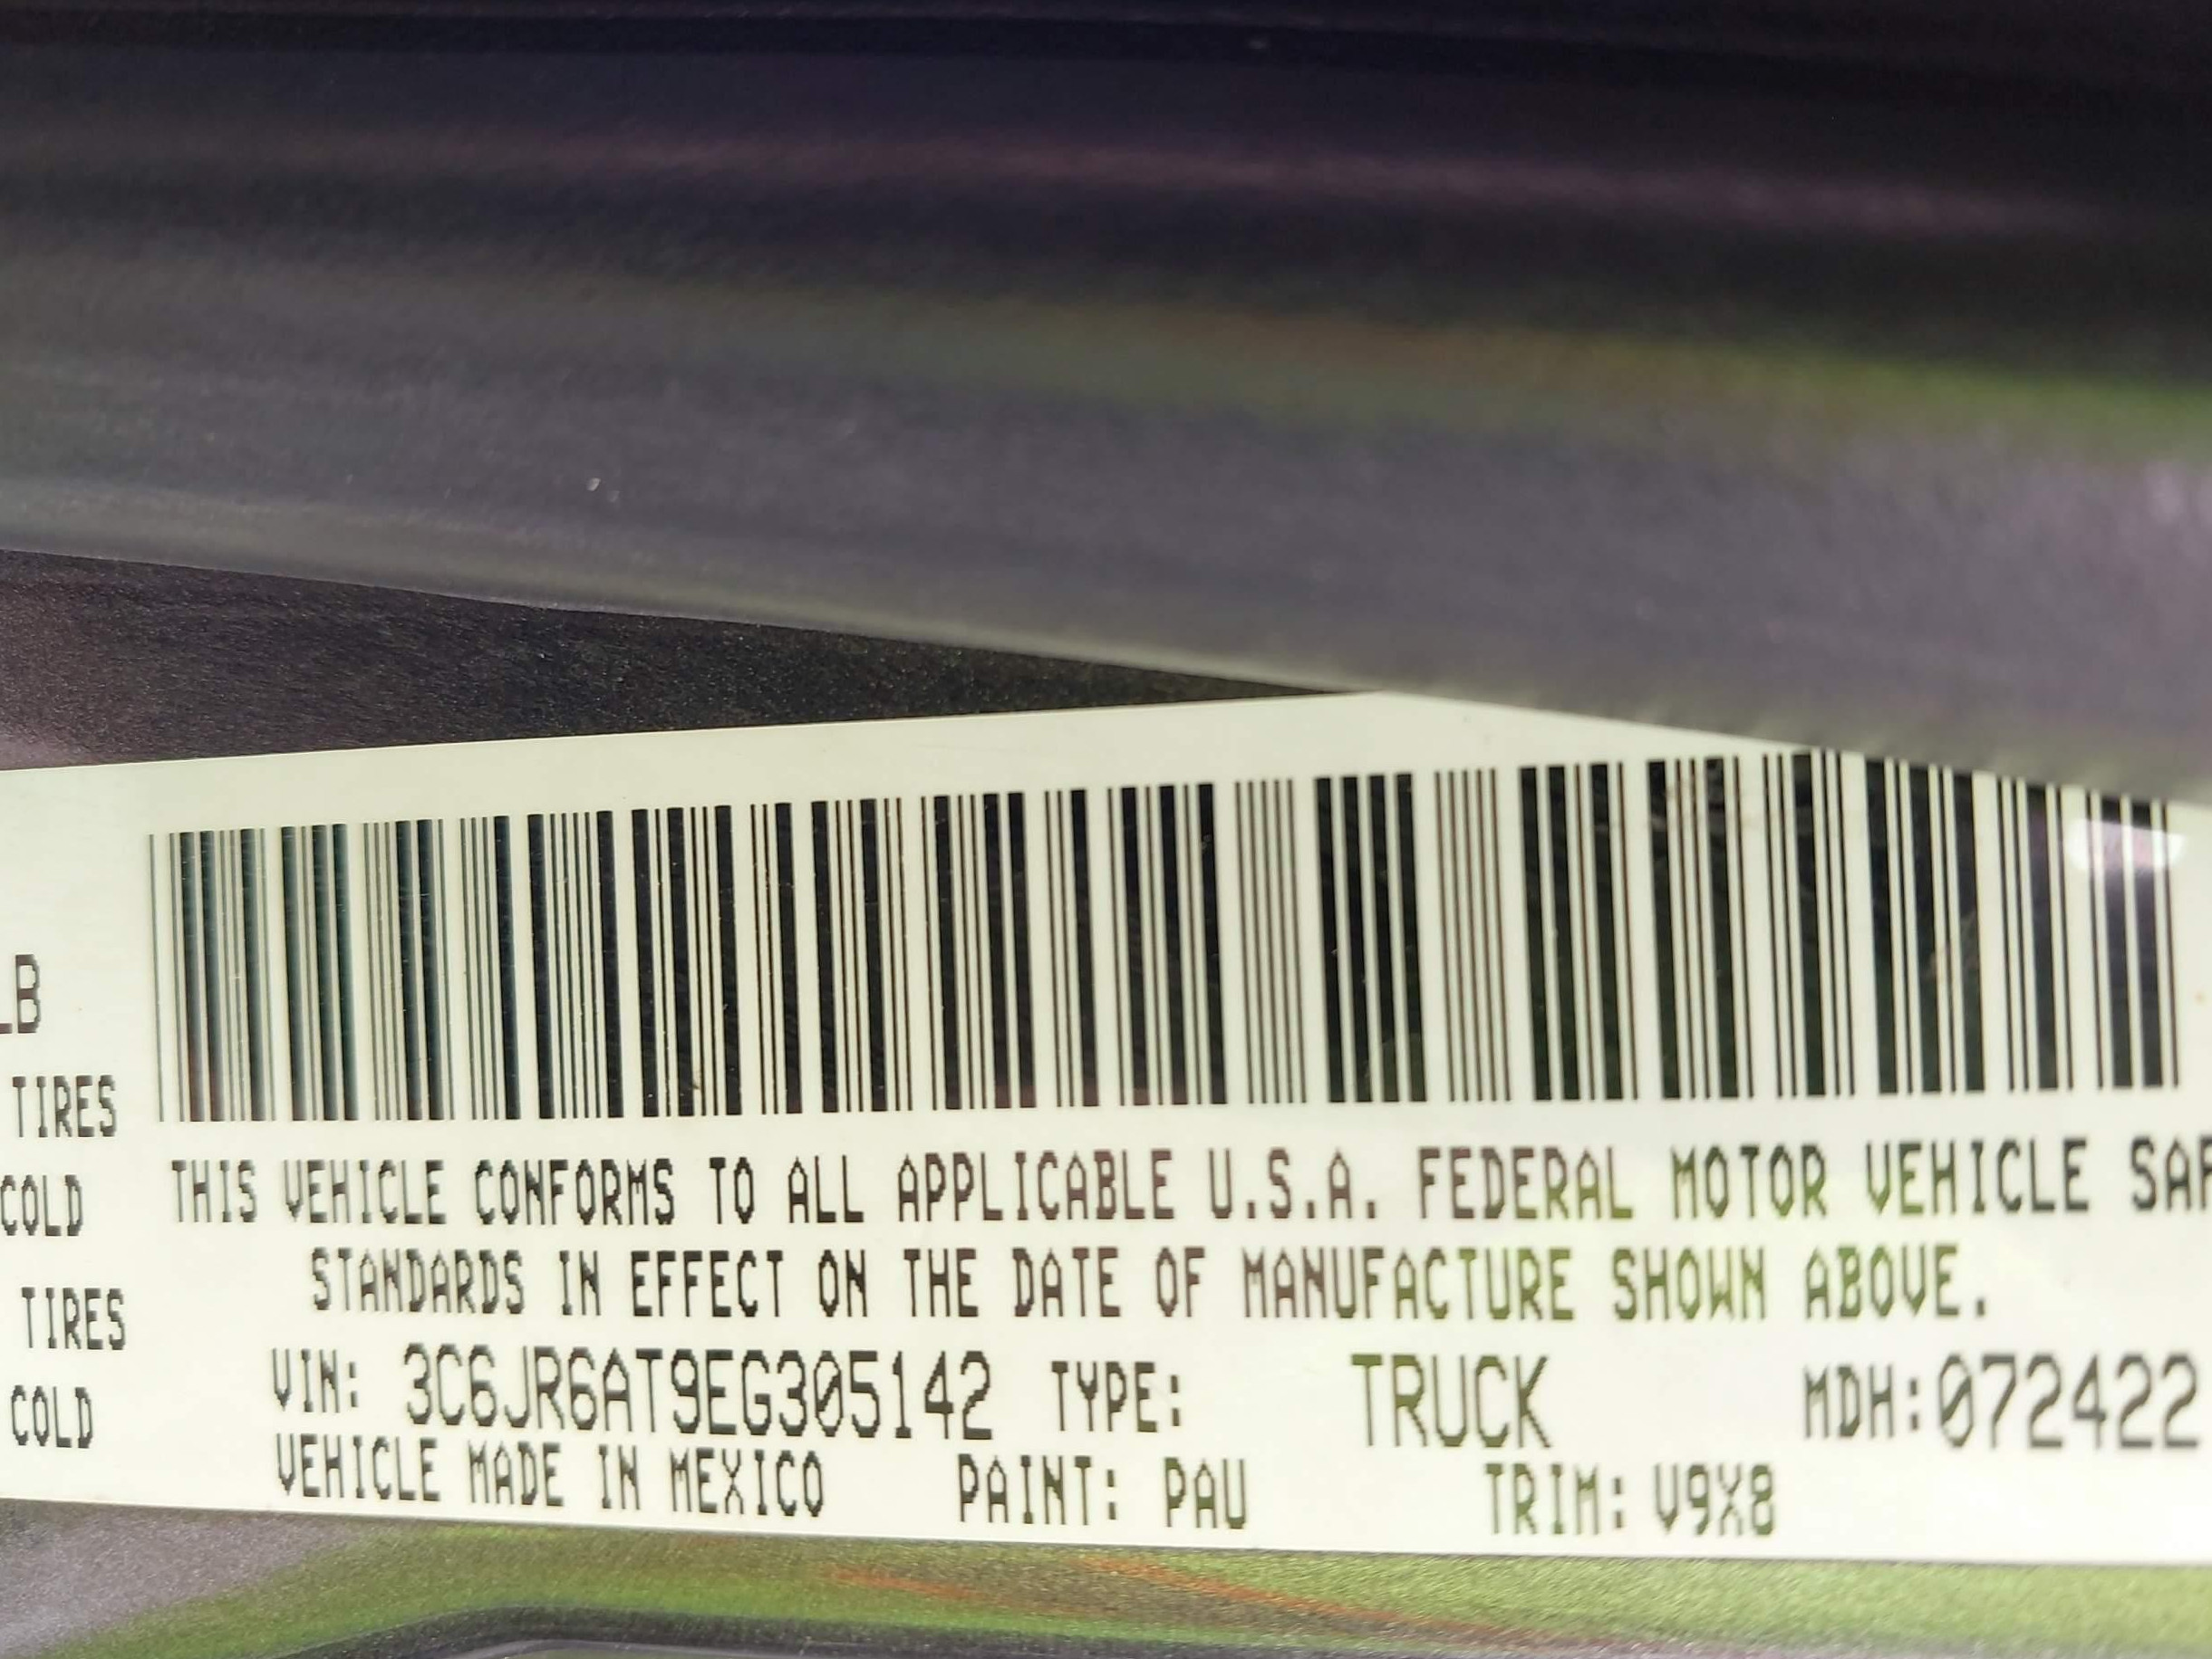 LB
TIRES
COLD
TIRES
COLD
THIS VEHICLE CONFORMS TO ALL APPLICABLE U.S.A. FEDERAL MOTOR VEHICLE SAF
STANDARDS IN EFFECT ON THE DATE OF MANUFACTURE SHOWN ABOVE.
VIN: 3C6JR6AT9EG305142 TYPE: TRUCK MDH:072422
VEHICLE MADE IN MEXICO PAINT: PAU TRIM: V9X8